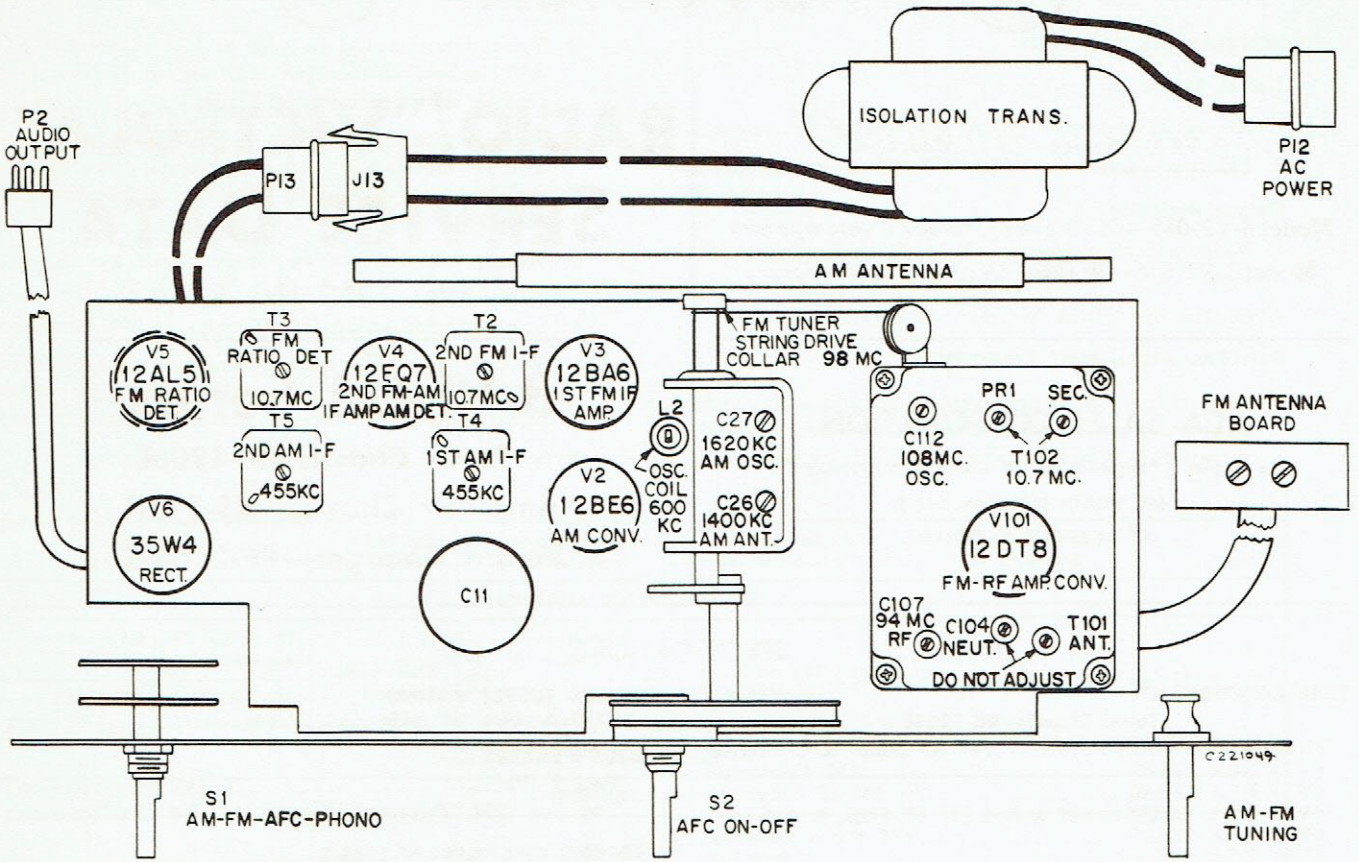 ISOLATION TRANS.
P2
AUDIO
OUTPUT
P12
AC
POWER
P13
J13
AM ANTENNA
FM TUNER
STRING DRIVE
COLLAR 98 MC
V5
12AL5
FM RATIO
DET.
T3
FM
RATIO DET
10.7MC
V4
12EQ7
2ND FM-AM
IF AMP AM DET.
T2
2ND FM I-F
10.7MC
V3
12BA6
1ST FM IF
AMP.
T5
2ND AM I-F
455KC
T4
1ST AM I-F
455KC
V2
12BE6
AM CONV.
L2
OSC.
COIL
600
KC
C27
1620KC
AM OSC.
C26
1400KC
AM ANT.
V6
35W4
RECT.
C11
PR1
SEC.
C112
108MC.
OSC.
T102
10.7 MC.
V101
12DT8
FM-RF AMP. CONV.
C107
94 MC
RF
C104
NEUT.
T101
ANT.
DO NOT ADJUST
FM ANTENNA
BOARD
C221049
S1
AM-FM-AFC-PHONO
S2
AFC ON-OFF
AM-FM
TUNING